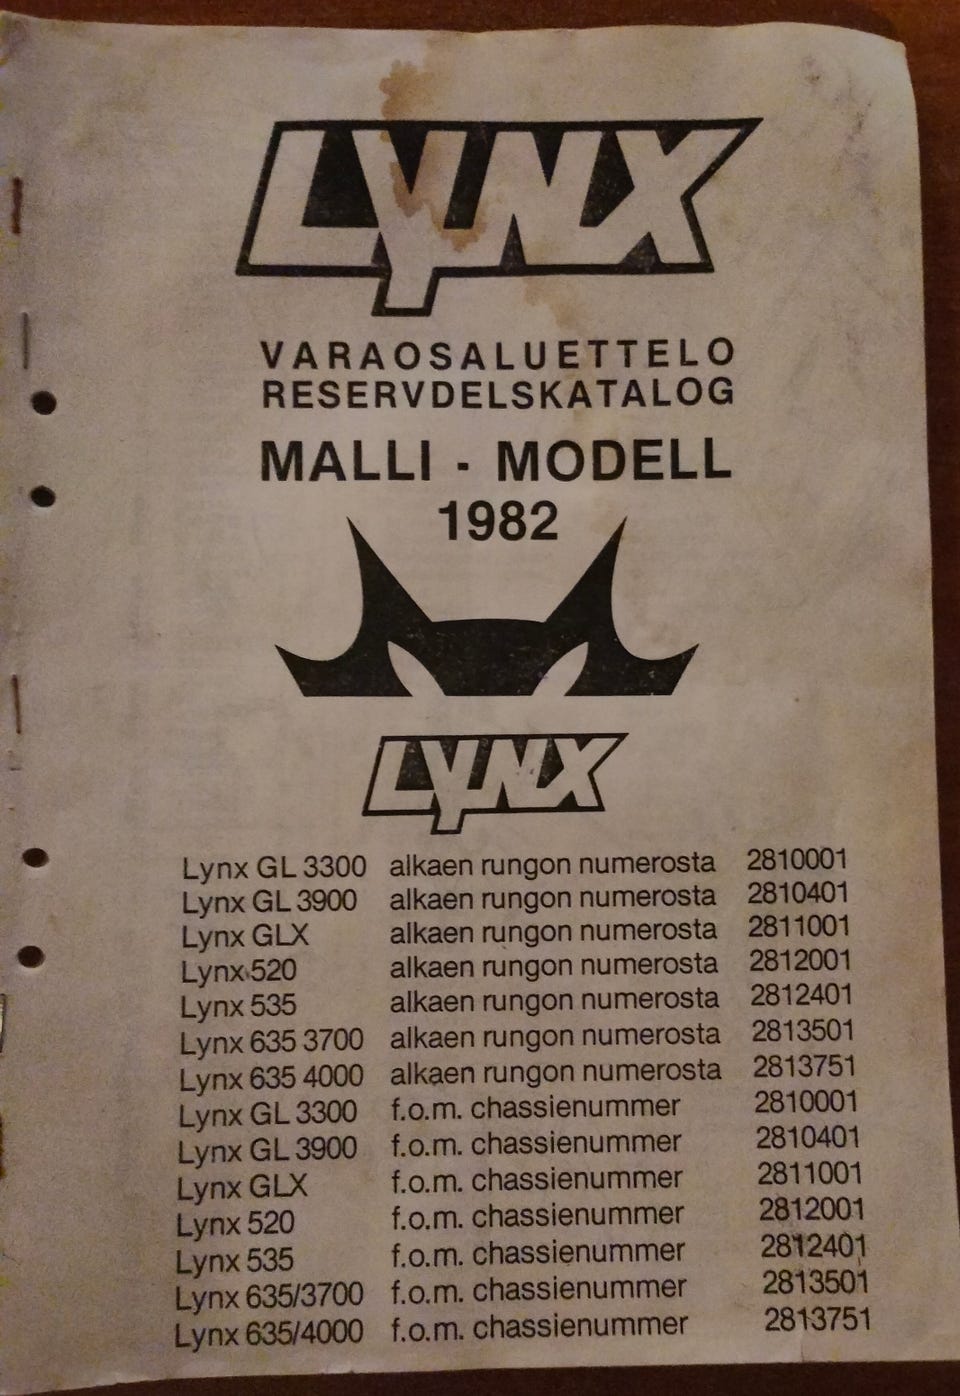 LYNX
VARAOSALUETTELO
RESERVDELSKATALOG
MALLI - MODELL
1982
LYNX
Lynx GL 3300 alkaen rungon numerosta 2810001
Lynx GL 3900 alkaen rungon numerosta 2810401
Lynx GLX alkaen rungon numerosta 2811001
Lynx 520 alkaen rungon numerosta 2812001
Lynx 535 alkaen rungon numerosta 2812401
Lynx 635 3700 alkaen rungon numerosta 2813501
Lynx 635 4000 alkaen rungon numerosta 2813751
Lynx GL 3300 f.o.m. chassienummer 2810001
Lynx GL 3900 f.o.m. chassienummer 2810401
Lynx GLX f.o.m. chassienummer 2811001
Lynx 520 f.o.m. chassienummer 2812001
Lynx 535 f.o.m. chassienummer 2812401
Lynx 635/3700 f.o.m. chassienummer 2813501
Lynx 635/4000 f.o.m. chassienummer 2813751